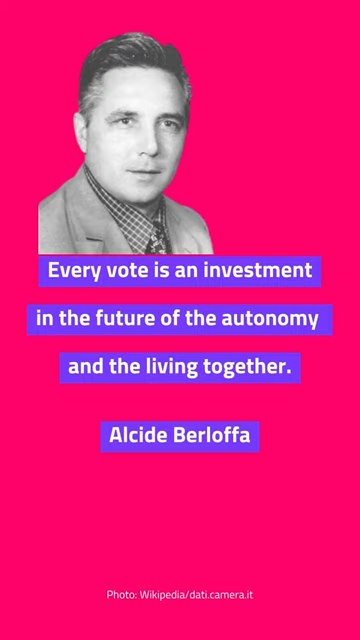 Every vote is an investment
in the future of the autonomy
and the living together.
Alcide Berloffa
Photo: Wikipedia/dati.camera.it